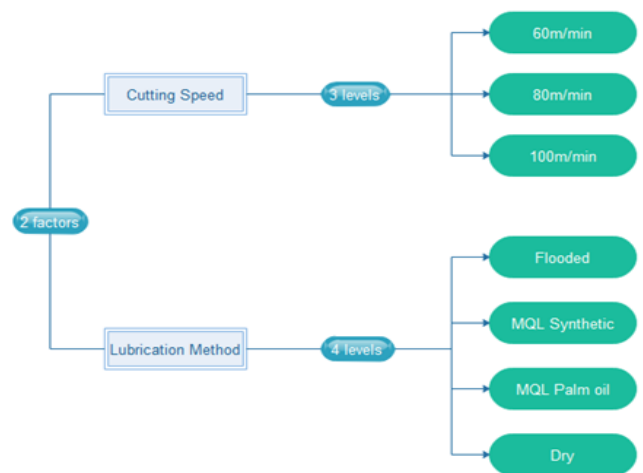 60m/min
Cutting Speed
3 levels
80m/min
100m/min
2 factors
Flooded
MQL Synthetic
Lubrication Method
4 levels
MQL Palm oil
Dry